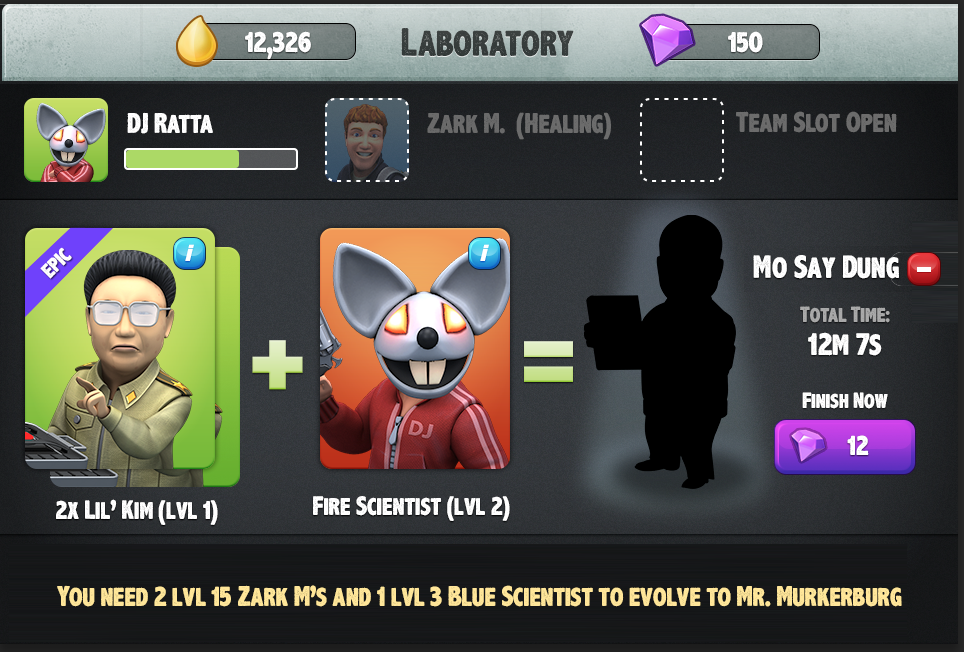 12,326
LABORATORY
150
DJ RATTA
ZARK M. (HEALING)
TEAM SLOT OPEN
EPIC
i
i
DJ
MO SAY DUNG
TOTAL TIME:
12M 7S
FINISH NOW
12
2X LIL' KIM (LVL 1)
FIRE SCIENTIST (LVL 2)
YOU NEED 2 LVL 15 ZARK M'S AND 1 LVL 3 BLUE SCIENTIST TO EVOLVE TO MR. MURKERBURG